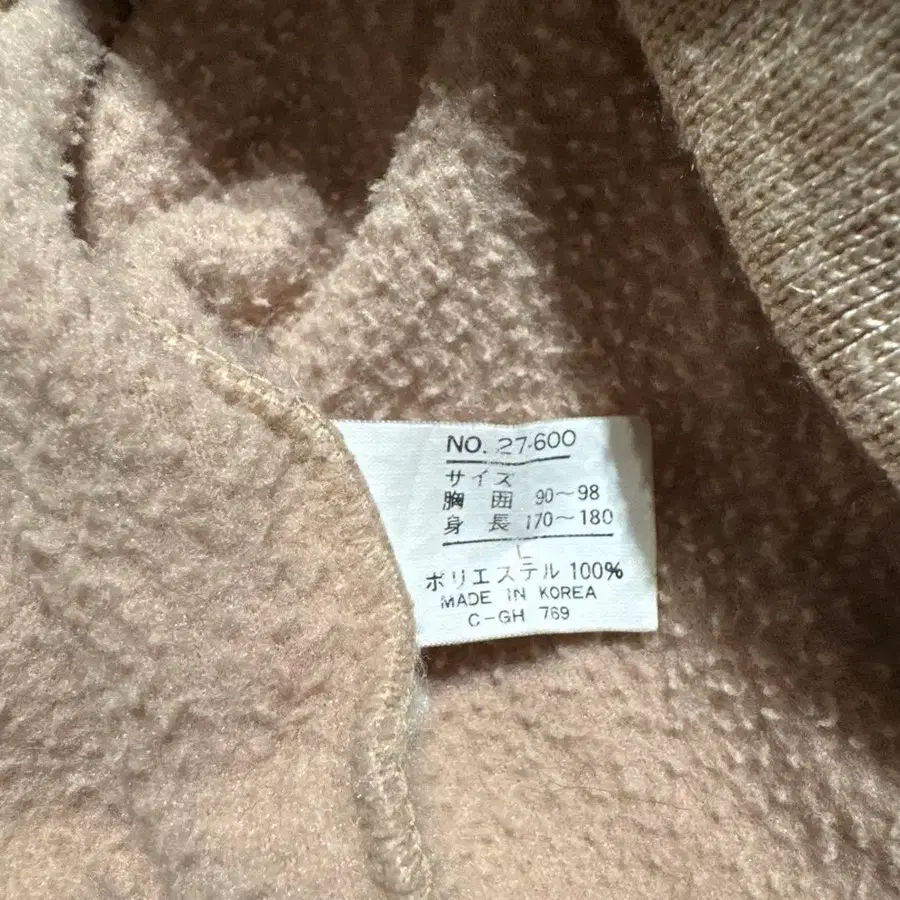 NO. 27-600
サイズ
胸囲 90～98
身長 170～180
L
ポリエステル 100%
MADE IN KOREA
C-GH 769